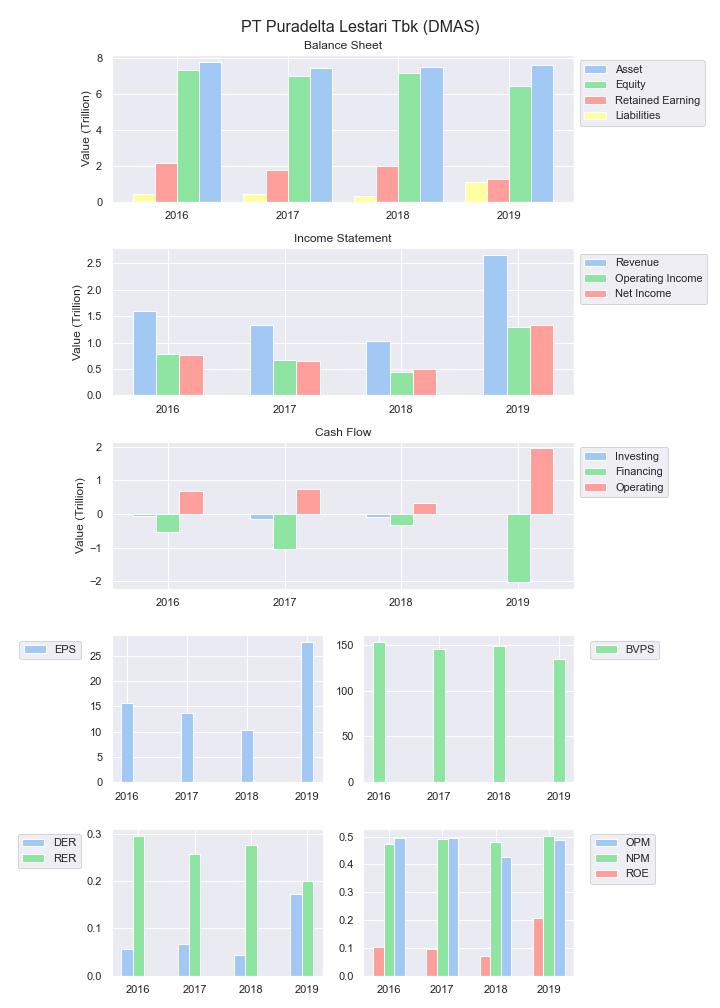 PT Puradelta Lestari Tbk (DMAS)
Balance Sheet
Value (Trillion)
8
6
4
2
0
2016 2017 2018 2019
Asset
Equity
Retained Earning
Liabilities
Income Statement
Value (Trillion)
2.5
2.0
1.5
1.0
0.5
0.0
2016 2017 2018 2019
Revenue
Operating Income
Net Income
Cash Flow
Value (Trillion)
2
1
0
−1
−2
2016 2017 2018 2019
Investing
Financing
Operating
EPS
25
20
15
10
5
0
2016 2017 2018 2019
150
100
50
0
2016 2017 2018 2019
BVPS
DER
RER
0.3
0.2
0.1
0.0
2016 2017 2018 2019
0.5
0.4
0.3
0.2
0.1
0.0
2016 2017 2018 2019
OPM
NPM
ROE